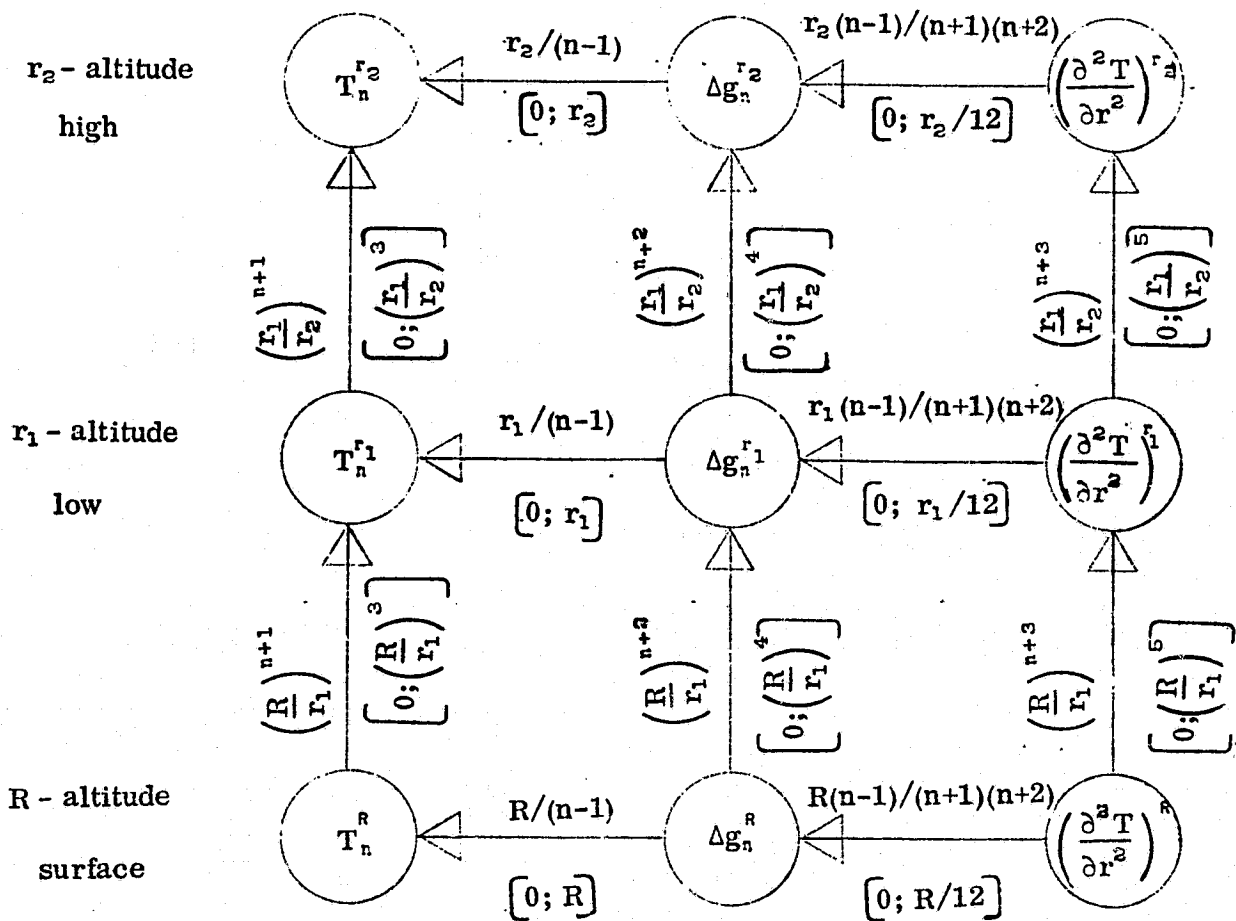 r₂ - altitude
high
T_n^{r₂}
r₂/(n-1)
[0; r₂]
Δg_n^{r₂}
r₂(n-1)/(n+1)(n+2)
[0; r₂/12]
(∂²T/∂r²)
(r₁/r₂)^{n+1}
[0; (r₁/r₂)^3]
(r₁/r₂)^{n+2}
[0; (r₁/r₂)^4]
(r₁/r₂)^{n+3}
[0; (r₁/r₂)^5]
r₁ - altitude
low
T_n^{r₁}
r₁/(n-1)
[0; r₁]
Δg_n^{r₁}
r₁(n-1)/(n+1)(n+2)
[0; r₁/12]
(∂²T/∂r²)^{r₁}
(R/r₁)^{n+1}
[0; (R/r₁)^3]
(R/r₁)^{n+2}
[0; (R/r₁)^4]
(R/r₁)^{n+3}
[0; (R/r₁)^5]
R - altitude
surface
T_n^R
R/(n-1)
[0; R]
Δg_n^R
R(n-1)/(n+1)(n+2)
[0; R/12]
(∂²T/∂r²)^R